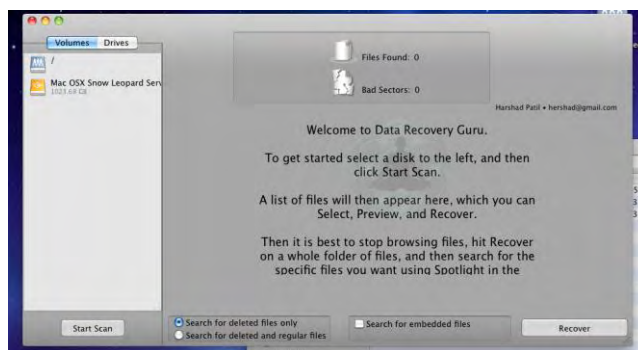 Volumes Drives
/
Mac OSX Snow Leopard Serv
1023.69 GB
Files Found: 0
Bad Sectors: 0
Harshad Patil • hershad@gmail.com
Welcome to Data Recovery Guru.
To get started select a disk to the left, and then
click Start Scan.
A list of files will then appear here, which you can
Select, Preview, and Recover.
Then it is best to stop browsing files, hit Recover
on a whole folder of files, and then search for the
specific files you want using Spotlight in the
Start Scan
Search for deleted files only
Search for deleted and regular files
Search for embedded files
Recover